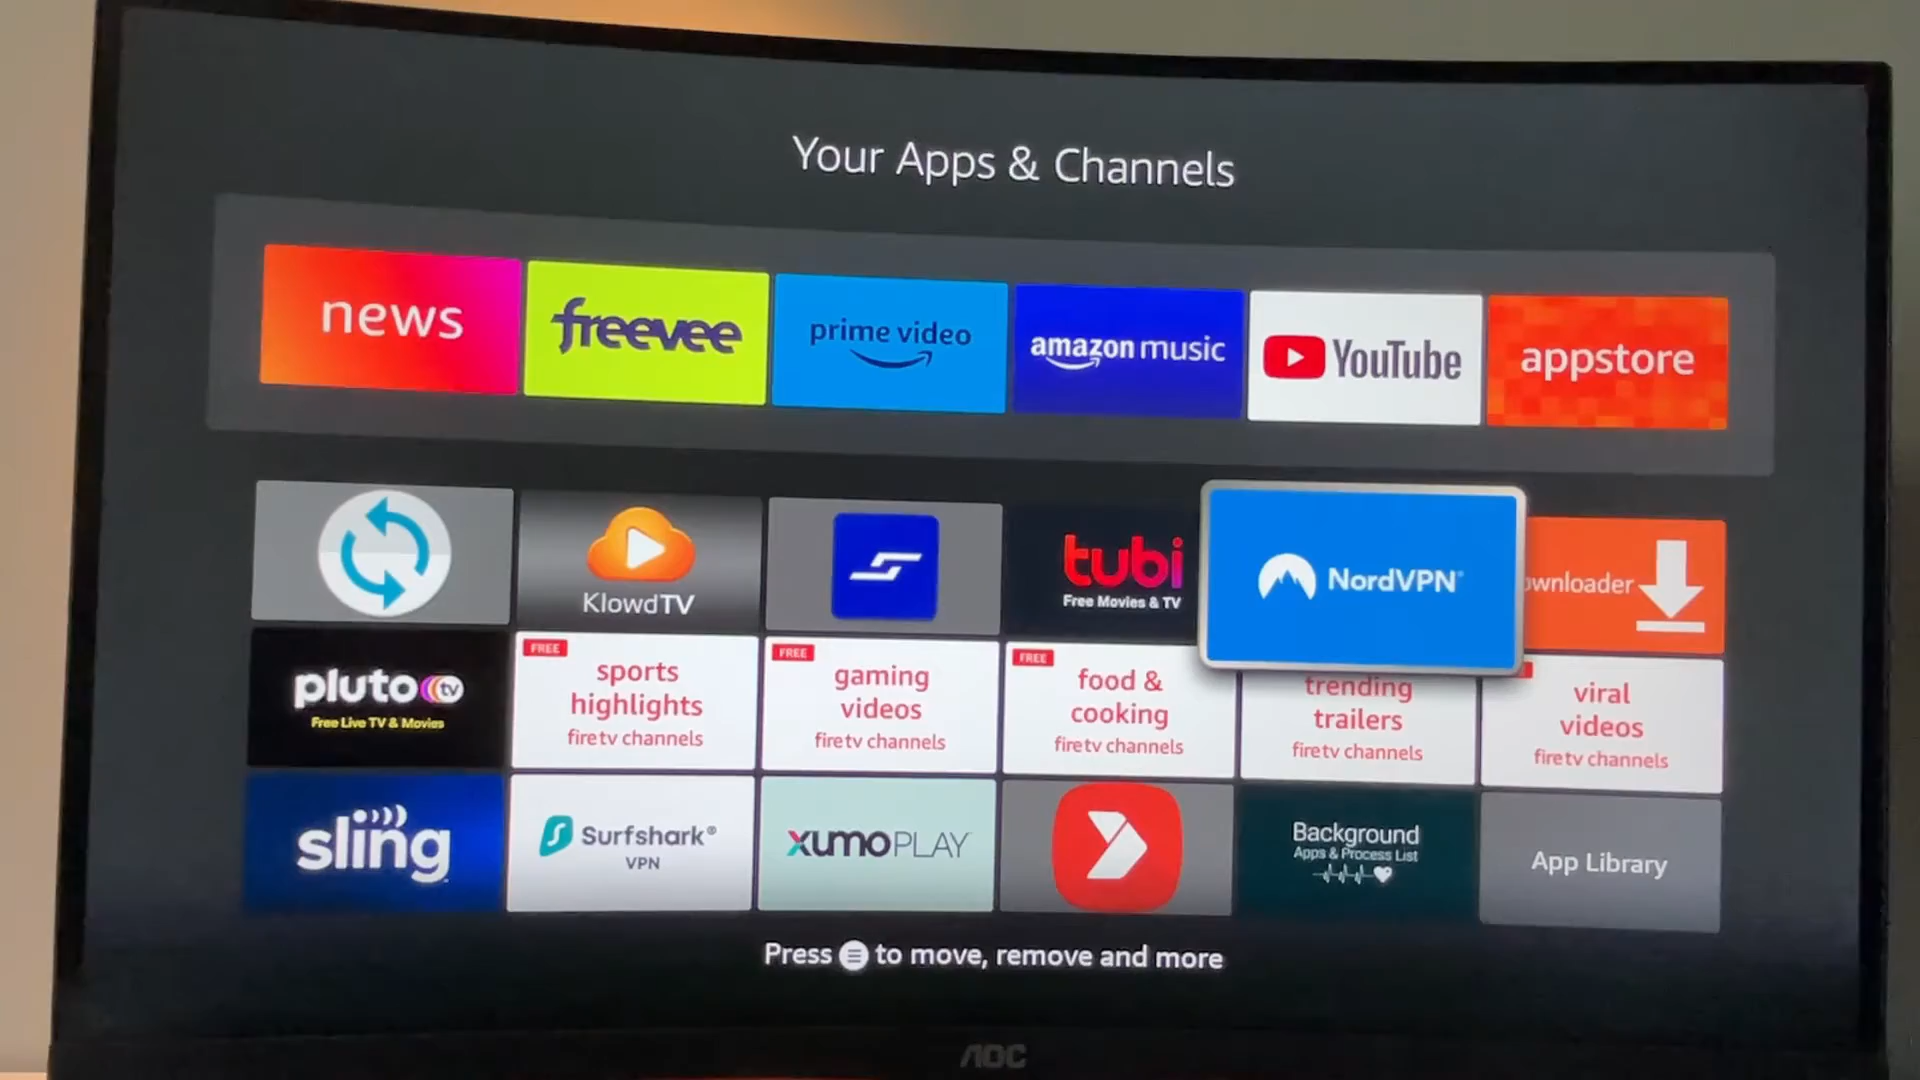 Your Apps & Channels
news
freevee
prime video
amazon music
YouTube
appstore
KlowdTV
tubi
Free Movies & TV
NordVPN®
ownloader
pluto tv
Free Live TV & Movies
FREE
sports
highlights
firetv channels
FREE
gaming
videos
firetv channels
FREE
food &
cooking
firetv channels
trending
trailers
firetv channels
viral
videos
firetv channels
sling
Surfshark®
VPN
xumo PLAY
Background
Apps & Process List
App Library
Press to move, remove and more
AOC